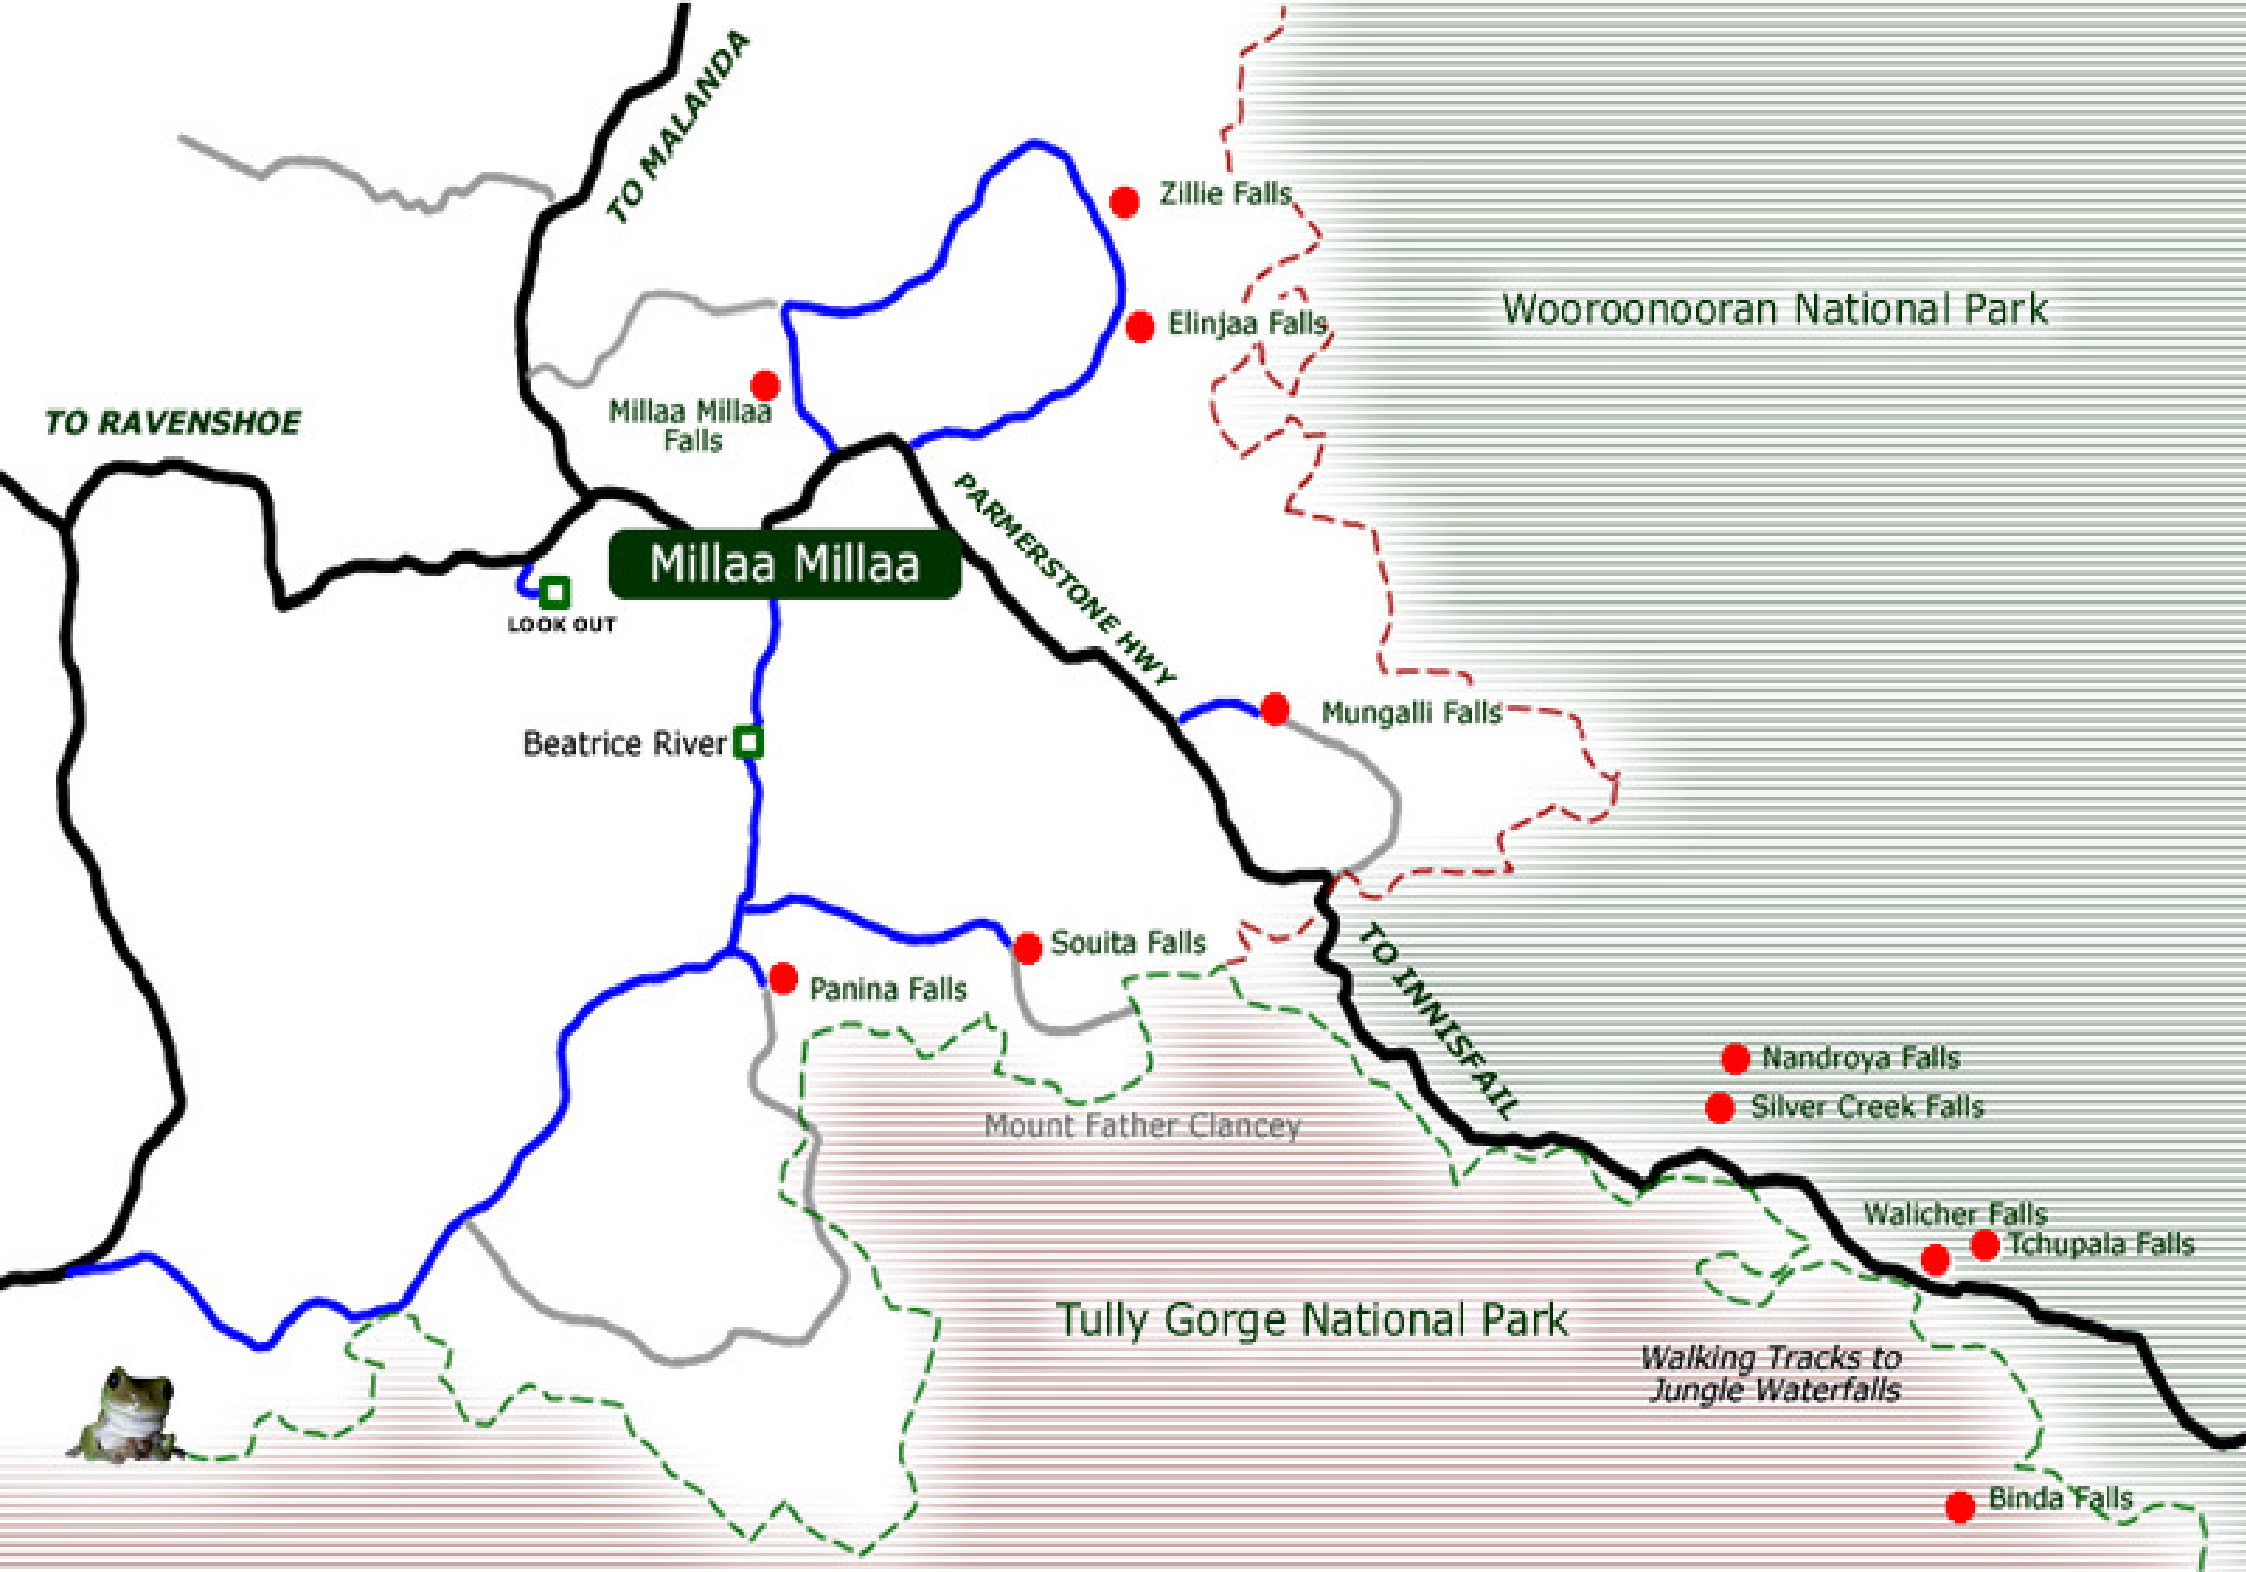 TO MALANDA
Zillie Falls
Wooroonooran National Park
Elinjaa Falls
Millaa Millaa
Falls
TO RAVENSHOE
PARMERSTONE HWY
Millaa Millaa
LOOK OUT
Mungalli Falls
Beatrice River
Souita Falls
TO INNISFAIL
Panina Falls
Nandroya Falls
Silver Creek Falls
Mount Father Clancey
Walicher Falls
Tchupala Falls
Tully Gorge National Park
Walking Tracks to
Jungle Waterfalls
Binda Falls